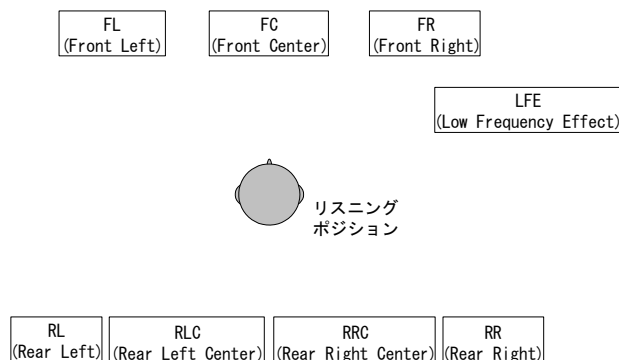 FL
(Front Left)
FC
(Front Center)
FR
(Front Right)
LFE
(Low Frequency Effect)
リスニング
ポジション
RL
(Rear Left)
RLC
(Rear Left Center)
RRC
(Rear Right Center)
RR
(Rear Right)